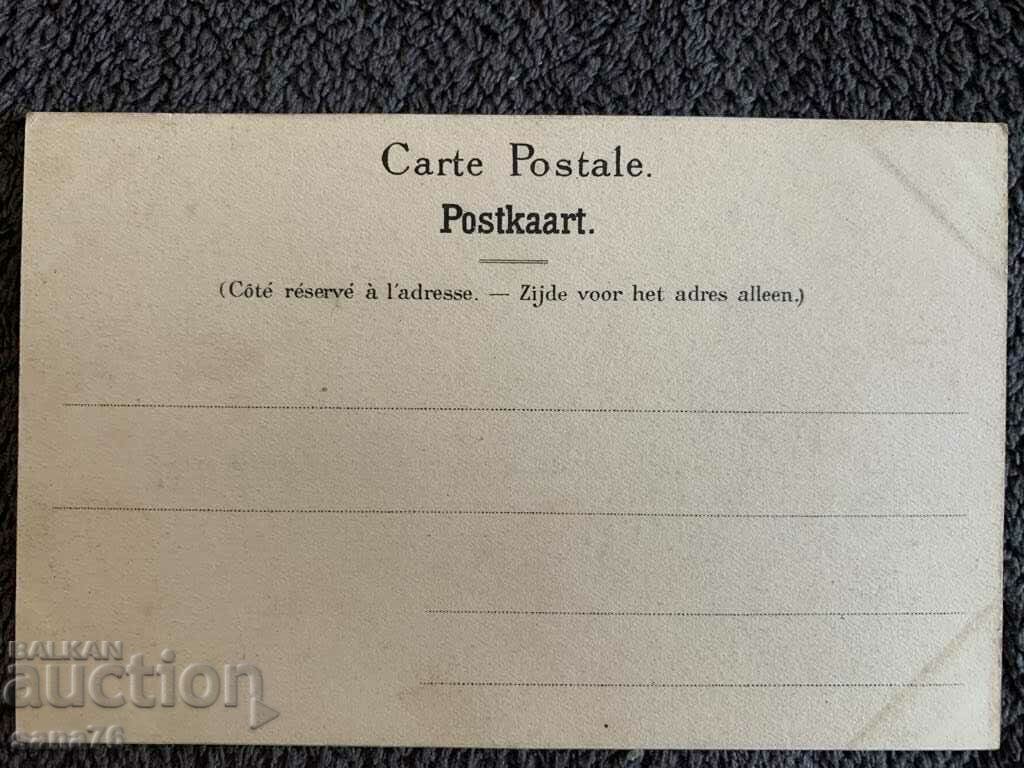 Carte Postale.
Postkaart.
(Côté réservé à l'adresse. — Zijde voor het adres alleen.)
BALKAN
auction
sana76